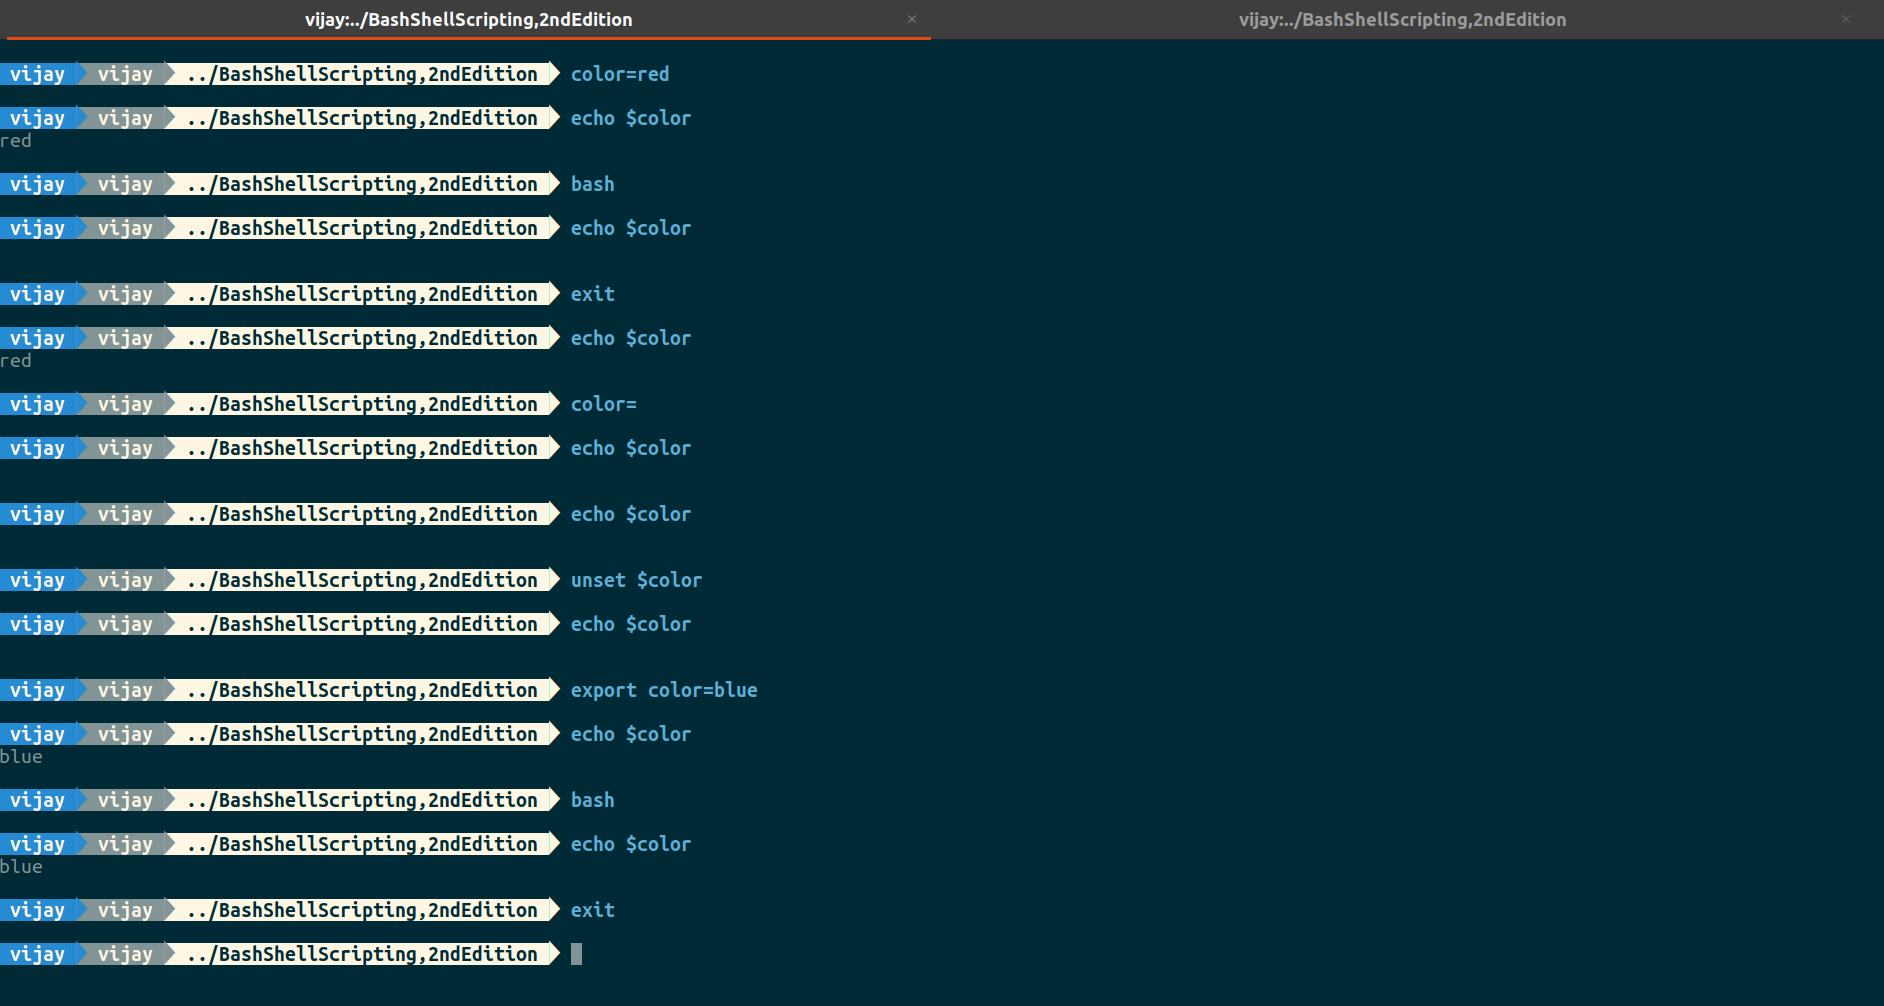 vijay:../BashShellScripting,2ndEdition × vijay:../BashShellScripting,2ndEdition ×
vijay vijay ../BashShellScripting,2ndEdition color=red
vijay vijay ../BashShellScripting,2ndEdition echo $color
red
vijay vijay ../BashShellScripting,2ndEdition bash
vijay vijay ../BashShellScripting,2ndEdition echo $color
vijay vijay ../BashShellScripting,2ndEdition exit
vijay vijay ../BashShellScripting,2ndEdition echo $color
red
vijay vijay ../BashShellScripting,2ndEdition color=
vijay vijay ../BashShellScripting,2ndEdition echo $color
vijay vijay ../BashShellScripting,2ndEdition echo $color
vijay vijay ../BashShellScripting,2ndEdition unset $color
vijay vijay ../BashShellScripting,2ndEdition echo $color
vijay vijay ../BashShellScripting,2ndEdition export color=blue
vijay vijay ../BashShellScripting,2ndEdition echo $color
blue
vijay vijay ../BashShellScripting,2ndEdition bash
vijay vijay ../BashShellScripting,2ndEdition echo $color
blue
vijay vijay ../BashShellScripting,2ndEdition exit
vijay vijay ../BashShellScripting,2ndEdition